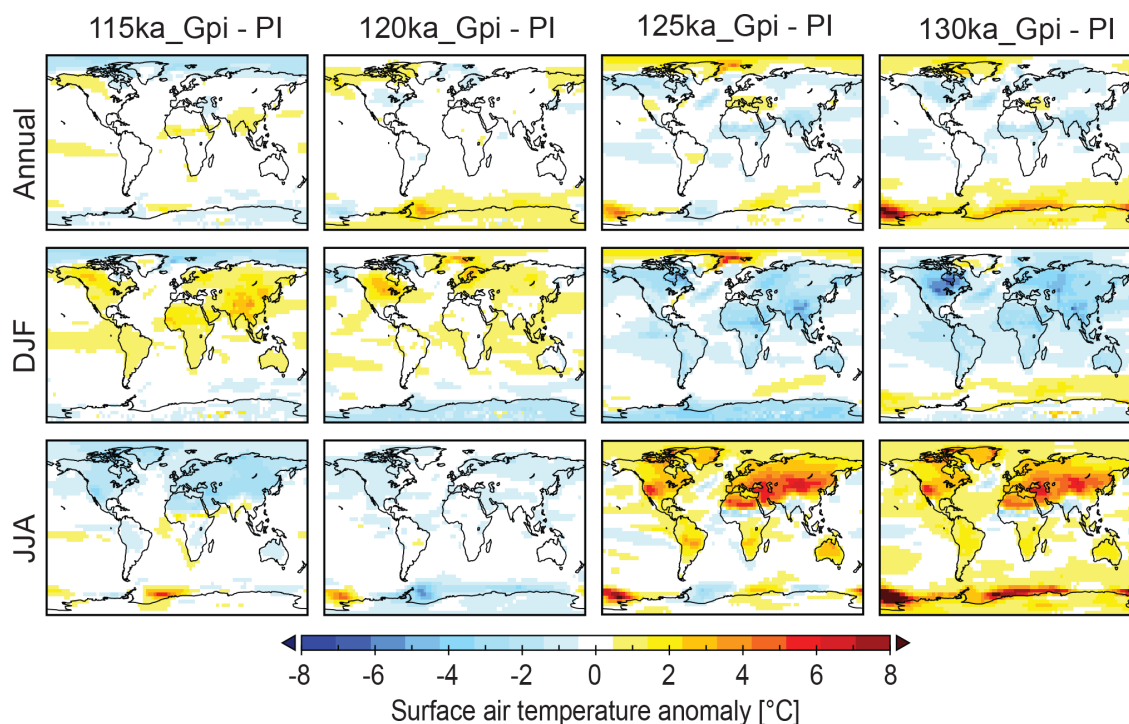 115ka_Gpi - PI 120ka_Gpi - PI 125ka_Gpi - PI 130ka_Gpi - PI
Annual
DJF
JJA
-8 -6 -4 -2 0 2 4 6 8
Surface air temperature anomaly [°C]